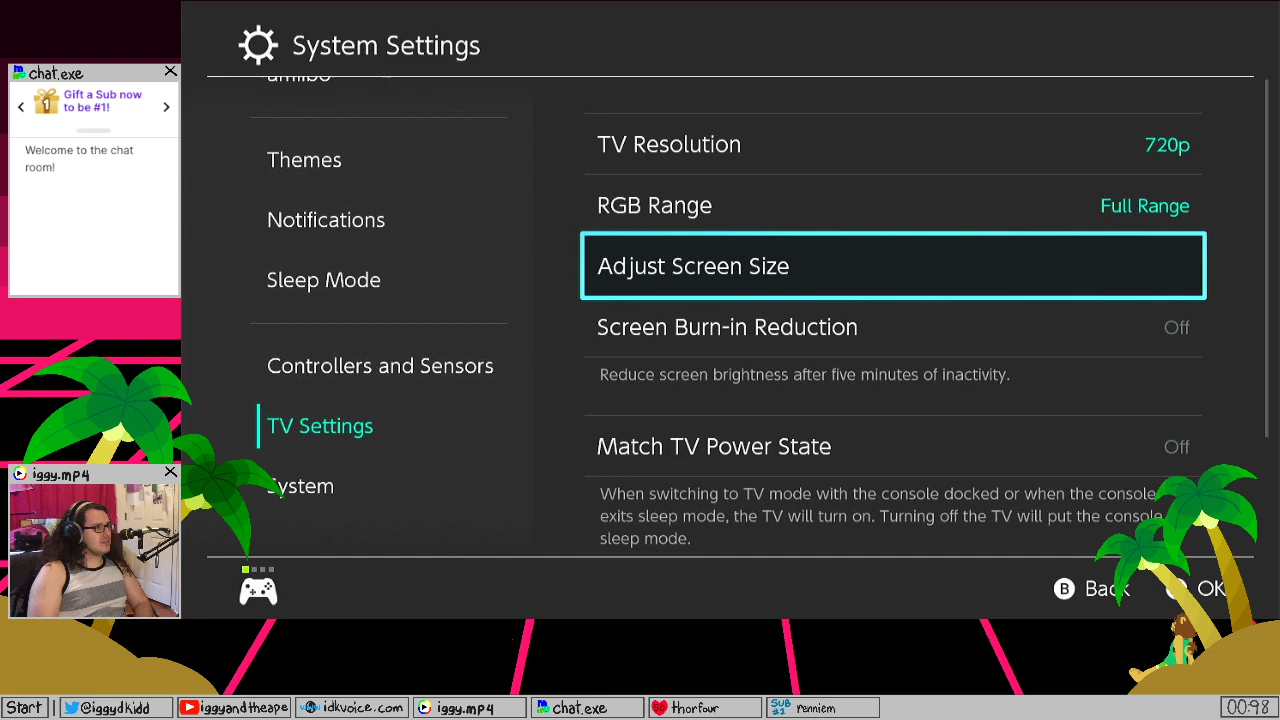 System Settings
amiibo
Themes
Notifications
Sleep Mode
Controllers and Sensors
TV Settings
System
TV Resolution 720p
RGB Range Full Range
Adjust Screen Size
Screen Burn-in Reduction Off
Reduce screen brightness after five minutes of inactivity.
Match TV Power State Off
When switching to TV mode with the console docked or when the console
exits sleep mode, the TV will turn on. Turning off the TV will put the console
sleep mode.
B Back OK
chat.exe
1
Gift a Sub now
to be #1!
Welcome to the chat
room!
iggy.mp4
Start @iggydkidd iggyandtheape idkvoice.com iggy.mp4 chat.exe thorfour SUB #1 renniem 00:98